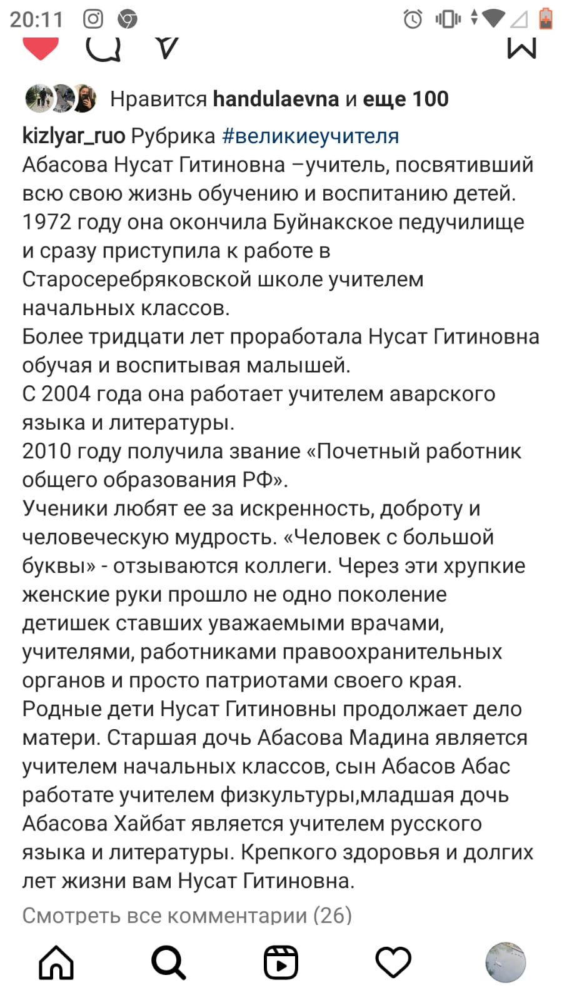 20:11
Нравится handulaevna и еще 100
kizlyar_ruo Рубрика #великиеучителя
Абасова Нусат Гитиновна –учитель, посвятивший
всю свою жизнь обучению и воспитанию детей.
1972 году она окончила Буйнакское педучилище
и сразу приступила к работе в
Старосеребряковской школе учителем
начальных классов.
Более тридцати лет проработала Нусат Гитиновна
обучая и воспитывая малышей.
С 2004 года она работает учителем аварского
языка и литературы.
2010 году получила звание «Почетный работник
общего образования РФ».
Ученики любят ее за искренность, доброту и
человеческую мудрость. «Человек с большой
буквы» - отзываются коллеги. Через эти хрупкие
женские руки прошло не одно поколение
детишек ставших уважаемыми врачами,
учителями, работниками правоохранительных
органов и просто патриотами своего края.
Родные дети Нусат Гитиновны продолжает дело
матери. Старшая дочь Абасова Мадина является
учителем начальных классов, сын Абасов Абас
работате учителем физкультуры,младшая дочь
Абасова Хайбат является учителем русского
языка и литературы. Крепкого здоровья и долгих
лет жизни вам Нусат Гитиновна.
Смотреть все комментарии (26)